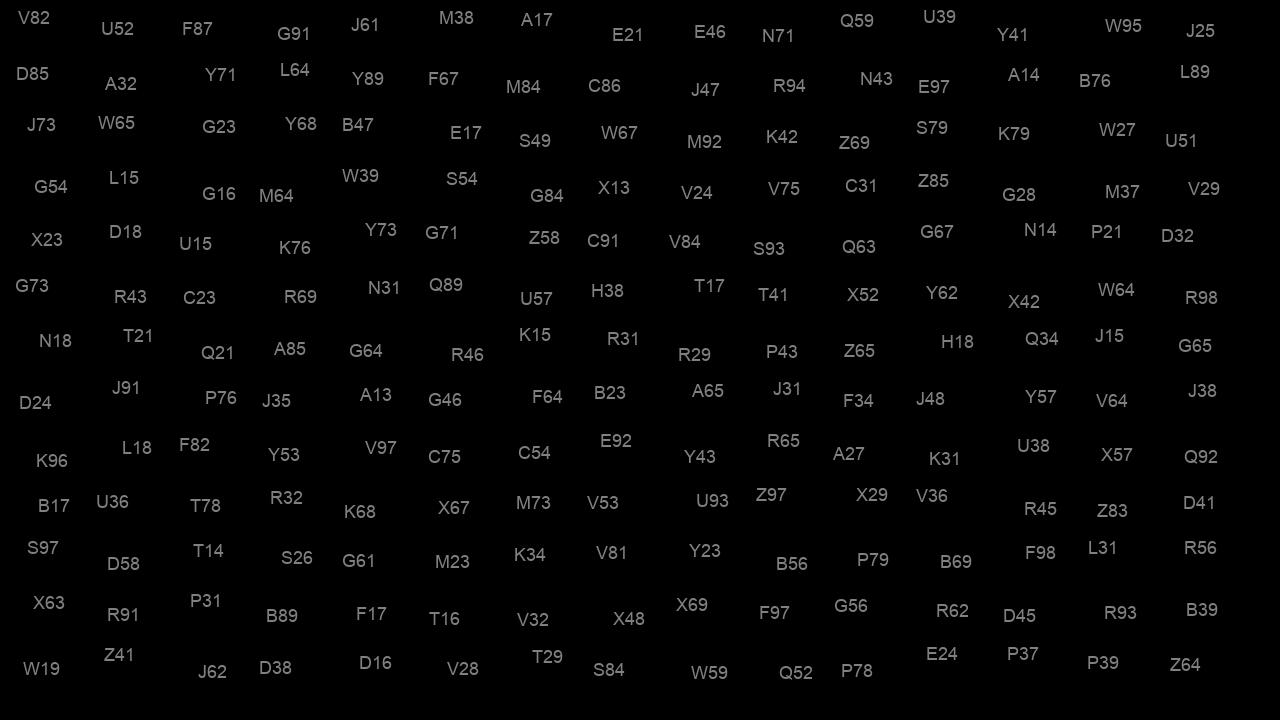 V82 U52 F87 G91 J61 M38 A17 E21 E46 N71 Q59 U39 Y41 W95 J25
D85 A32 Y71 L64 Y89 F67 M84 C86 J47 R94 N43 E97 A14 B76 L89
J73 W65 G23 Y68 B47 E17 S49 W67 M92 K42 Z69 S79 K79 W27 U51
G54 L15 G16 M64 W39 S54 G84 X13 V24 V75 C31 Z85 G28 M37 V29
X23 D18 U15 K76 Y73 G71 Z58 C91 V84 S93 Q63 G67 N14 P21 D32
G73 R43 C23 R69 N31 Q89 U57 H38 T17 T41 X52 Y62 X42 W64 R98
N18 T21 Q21 A85 G64 R46 K15 R31 R29 P43 Z65 H18 Q34 J15 G65
D24 J91 P76 J35 A13 G46 F64 B23 A65 J31 F34 J48 Y57 V64 J38
K96 L18 F82 Y53 V97 C75 C54 E92 Y43 R65 A27 K31 U38 X57 Q92
B17 U36 T78 R32 K68 X67 M73 V53 U93 Z97 X29 V36 R45 Z83 D41
S97 D58 T14 S26 G61 M23 K34 V81 Y23 B56 P79 B69 F98 L31 R56
X63 R91 P31 B89 F17 T16 V32 X48 X69 F97 G56 R62 D45 R93 B39
W19 Z41 J62 D38 D16 V28 T29 S84 W59 Q52 P78 E24 P37 P39 Z64